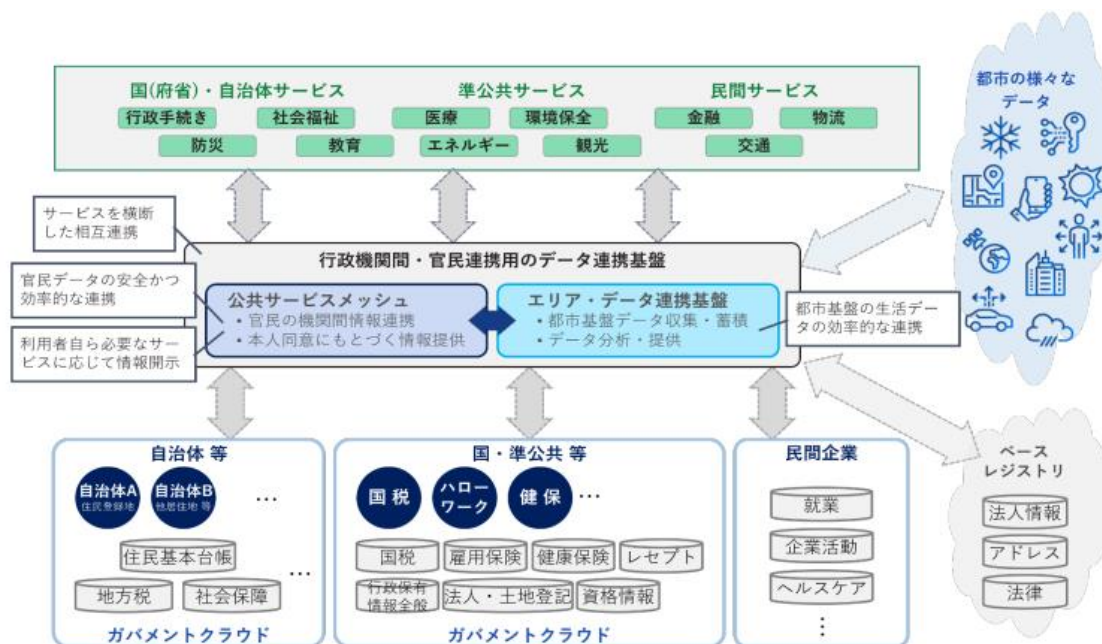 国(府省)・自治体サービス
行政手続き
社会福祉
防災
教育
準公共サービス
医療
環境保全
エネルギー
観光
民間サービス
金融
物流
交通
都市の様々な
データ
サービスを横断
した相互連携
官民データの安全かつ
効率的な連携
利用者自ら必要なサー
ビスに応じて情報開示
行政機関間・官民連携用のデータ連携基盤
公共サービスメッシュ
・官民の機関間情報連携
・本人同意にもとづく情報提供
エリア・データ連携基盤
・都市基盤データ収集・蓄積
・データ分析・提供
都市基盤の生活デー
タの効率的な連携
自治体 等
自治体A
住民登録地
自治体B
他居住地 等
…
住民基本台帳
地方税
社会保障
…
ガバメントクラウド
国・準公共 等
国税
ハロー
ワーク
健保
…
国税
雇用保険
健康保険
レセプト
行政保有
情報全般
法人・土地登記
資格情報
ガバメントクラウド
民間企業
就業
企業活動
ヘルスケア
⋮
ベース
レジストリ
法人情報
アドレス
法律